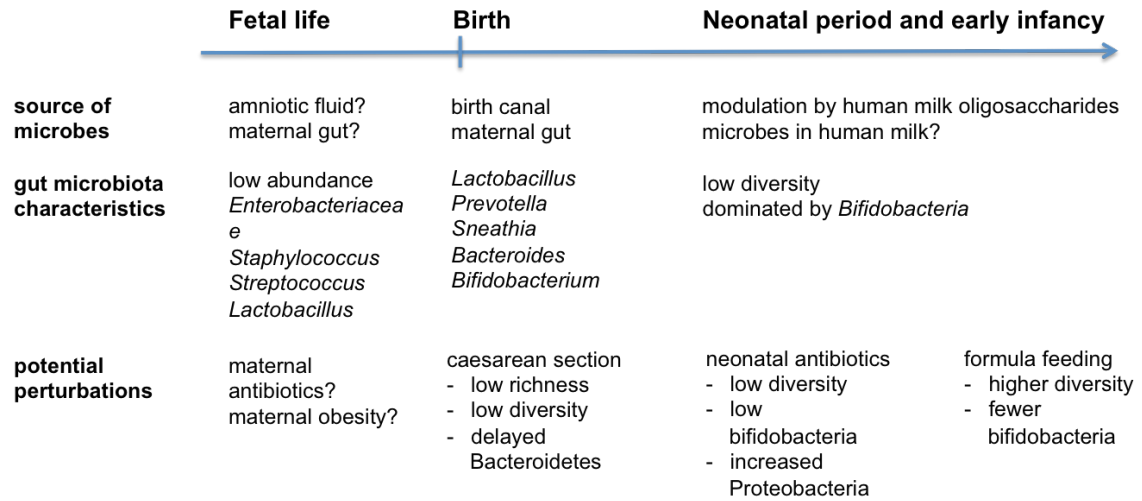 Fetal life
Birth
Neonatal period and early infancy
source of
microbes
amniotic fluid?
maternal gut?
birth canal
maternal gut
modulation by human milk oligosaccharides
microbes in human milk?
gut microbiota
characteristics
low abundance
Enterobacteriacea
e
Staphylococcus
Streptococcus
Lactobacillus
Lactobacillus
Prevotella
Sneathia
Bacteroides
Bifidobacterium
low diversity
dominated by Bifidobacteria
potential
perturbations
maternal
antibiotics?
maternal obesity?
caesarean section
- low richness
- low diversity
- delayed
Bacteroidetes
neonatal antibiotics
- low diversity
- low
bifidobacteria
- increased
Proteobacteria
formula feeding
- higher diversity
- fewer
bifidobacteria